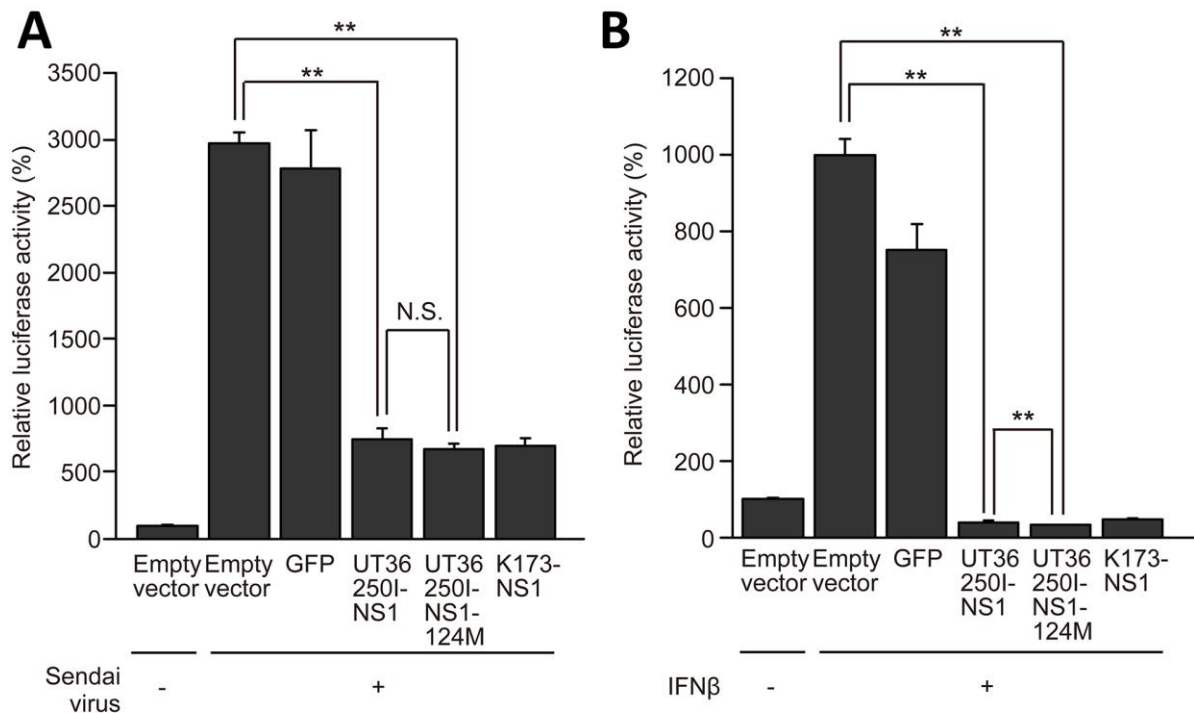 A
Relative luciferase activity (%)
3500
3000
2500
2000
1500
1000
500
0
**
**
N.S.
Empty vector
Empty vector
GFP
UT36 250I-NS1
UT36 250I-NS1-124M
K173-NS1
Sendai virus
-
+
B
Relative luciferase activity (%)
1200
1000
800
600
400
200
0
**
**
**
Empty vector
Empty vector
GFP
UT36 250I-NS1
UT36 250I-NS1-124M
K173-NS1
IFNβ
-
+